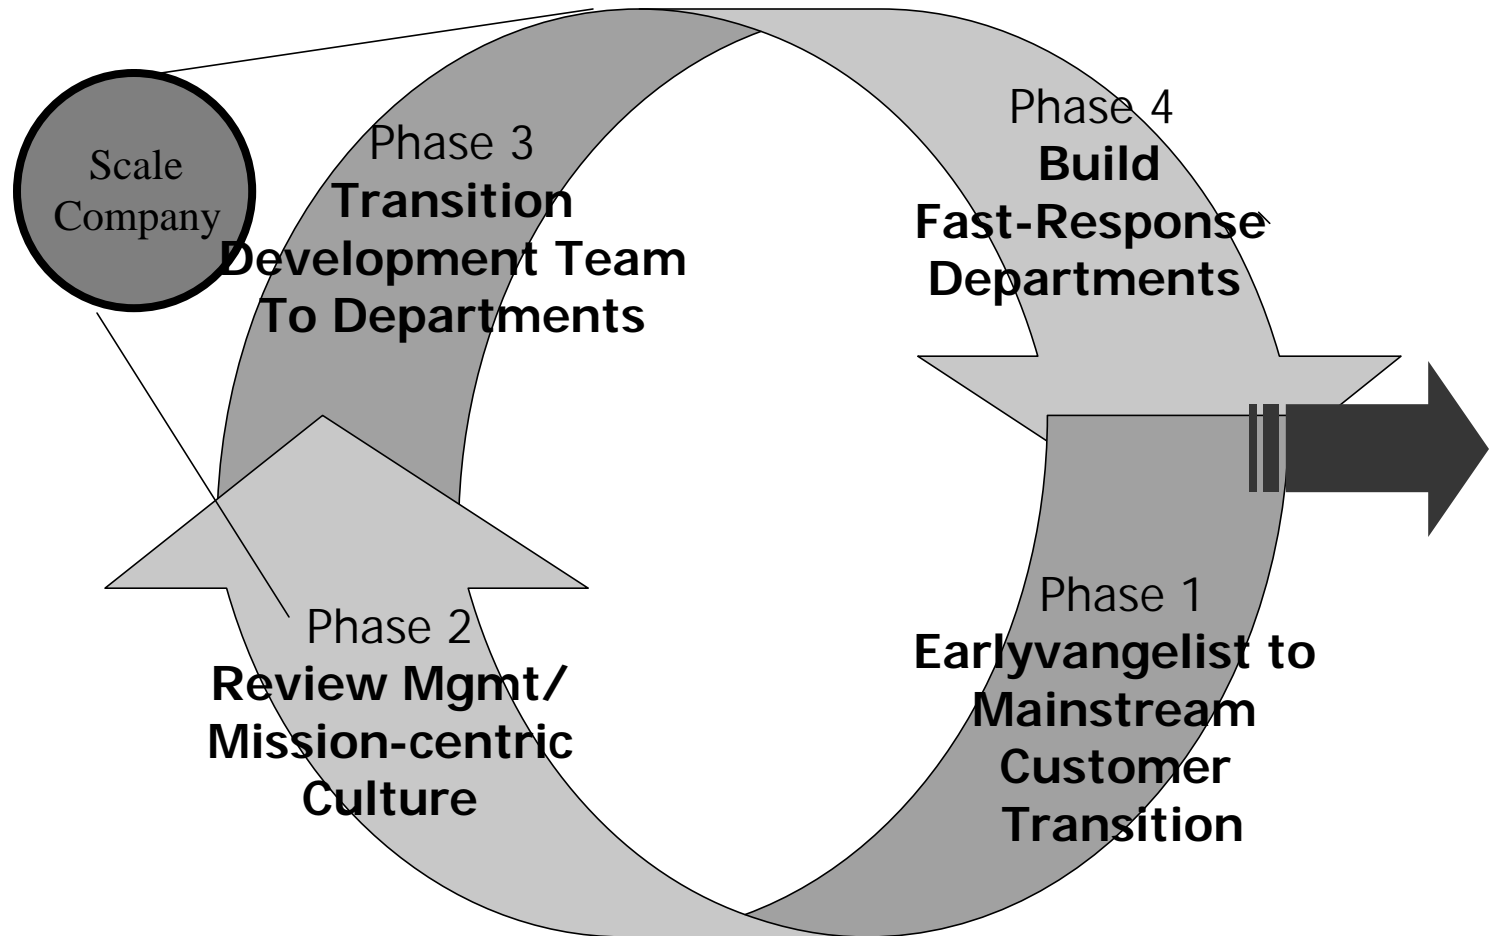 Scale
Company
Phase 3
Transition
Development Team
To Departments
Phase 4
Build
Fast-Response
Departments
Phase 2
Review Mgmt/
Mission-centric
Culture
Phase 1
Earlyvangelist to
Mainstream
Customer
Transition